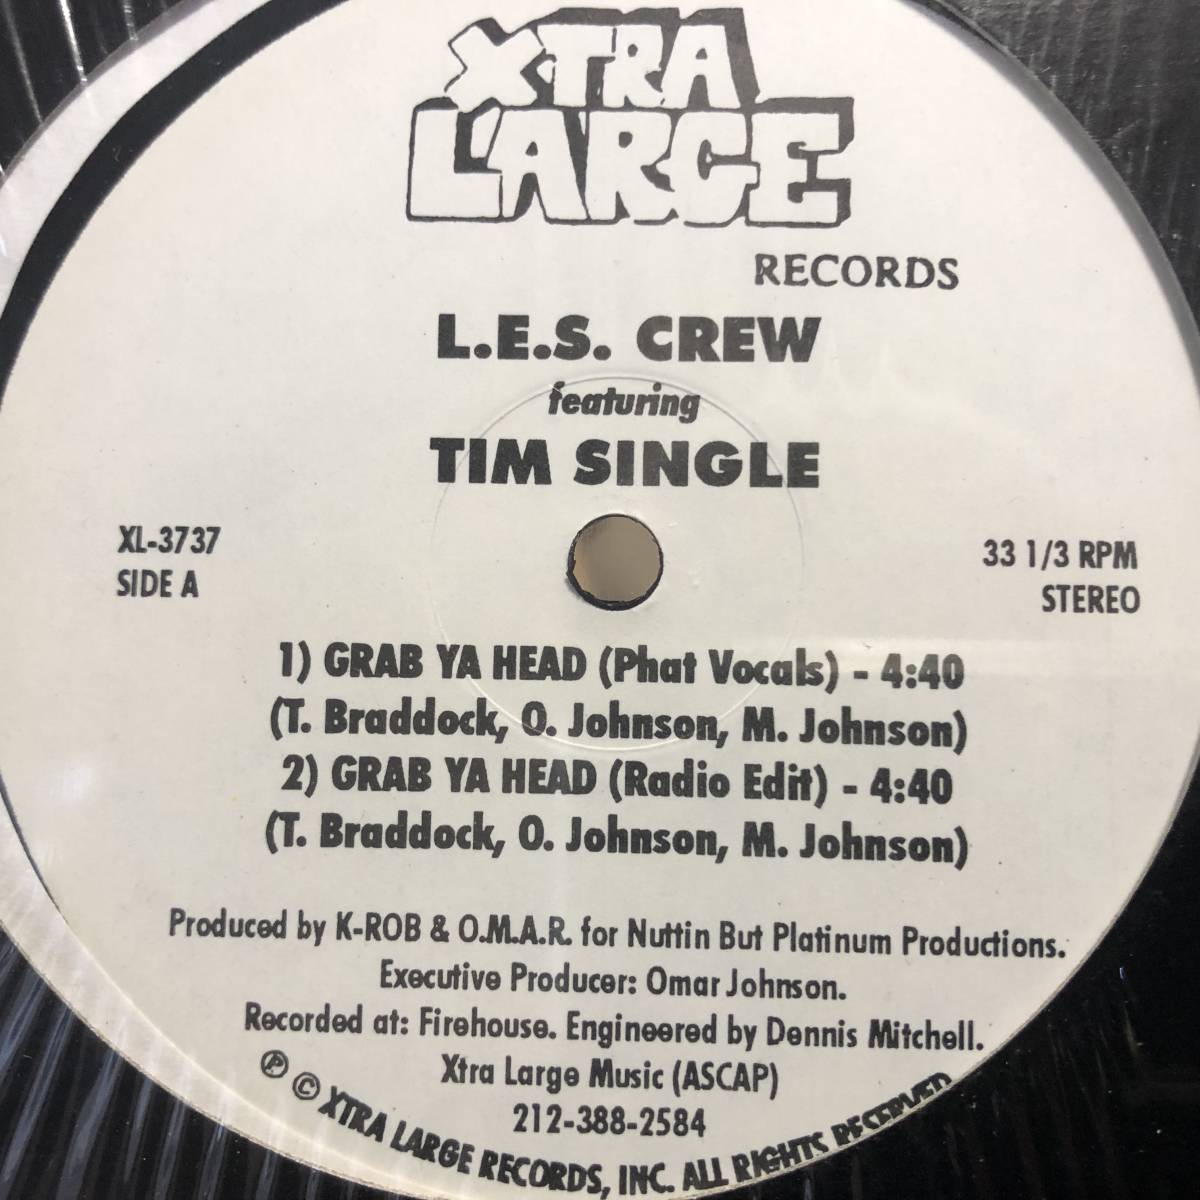 XTRA
LARGE
RECORDS
L.E.S. CREW
featuring
TIM SINGLE
XL-3737
SIDE A
33 1/3 RPM
STEREO
1) GRAB YA HEAD (Phat Vocals) - 4:40
(T. Braddock, O. Johnson, M. Johnson)
2) GRAB YA HEAD (Radio Edit) - 4:40
(T. Braddock, O. Johnson, M. Johnson)
Produced by K-ROB & O.M.A.R. for Nuttin But Platinum Productions.
Executive Producer: Omar Johnson.
Recorded at: Firehouse. Engineered by Dennis Mitchell.
Xtra Large Music (ASCAP)
212-388-2584
℗ © XTRA LARGE RECORDS, INC. ALL RIGHTS RESERVED